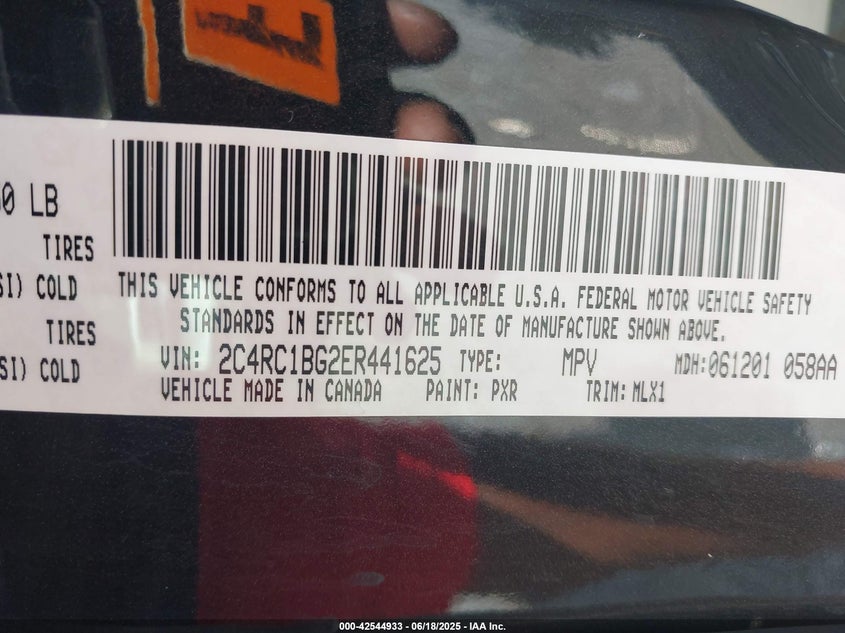 E
0 LB
TIRES
SI) COLD
TIRES
SI) COLD
THIS VEHICLE CONFORMS TO ALL APPLICABLE U.S.A. FEDERAL MOTOR VEHICLE SAFETY
STANDARDS IN EFFECT ON THE DATE OF MANUFACTURE SHOWN ABOVE.
VIN: 2C4RC1BG2ER441625 TYPE: MPV MDH:061201 058AA
VEHICLE MADE IN CANADA PAINT: PXR TRIM: MLX1
000-42544933 - 06/18/2025 - IAA Inc.